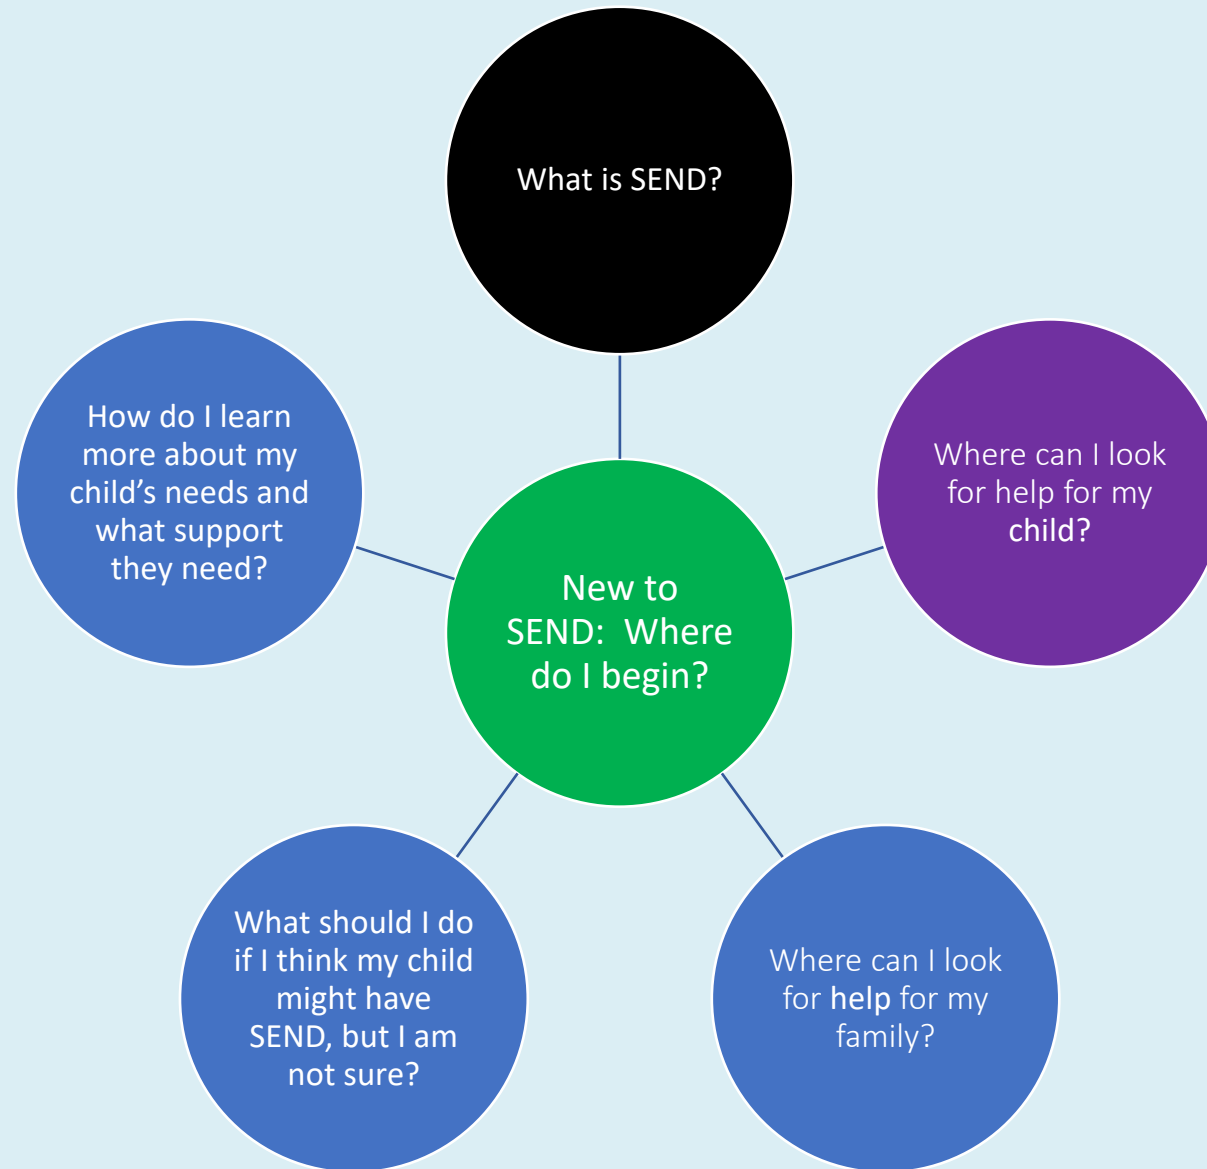 What is SEND?
Where can I look
for help for my
child?
How do I learn
more about my
child’s needs and
what support
they need?
New to
SEND:  Where
do I begin?
What should I do
if I think my child
might have
SEND, but I am
not sure?
Where can I look
for help for my
family?